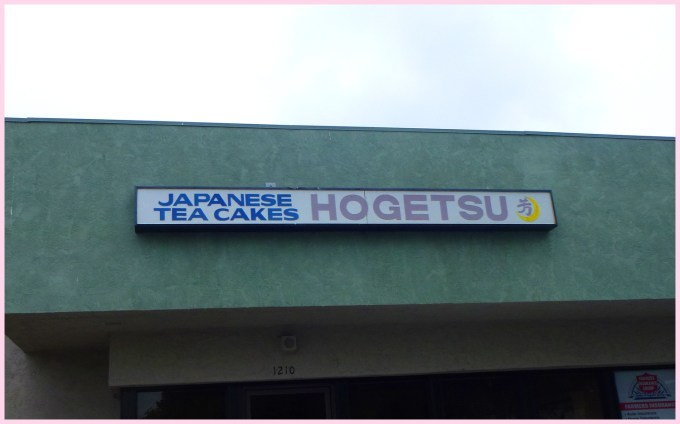 JAPANESE
TEA CAKES
HOGETSU
芳
1210